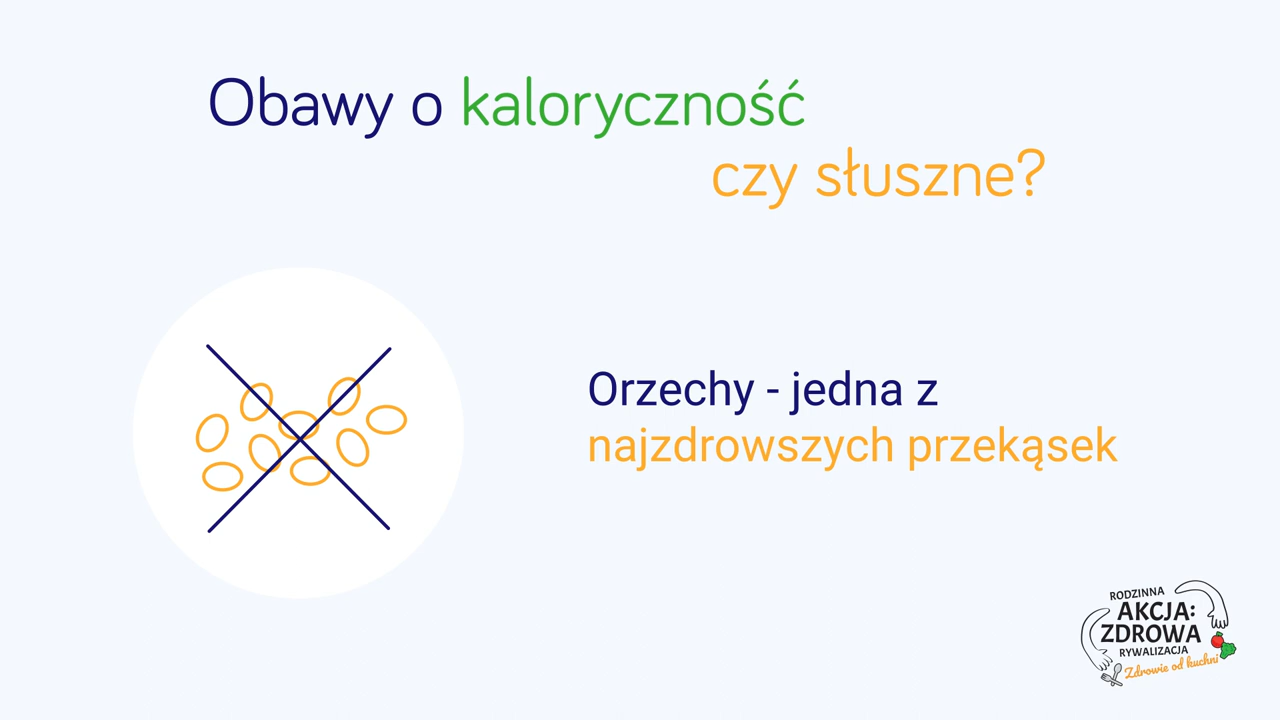 Obawy o kaloryczność
czy słuszne?
Orzechy - jedna z
najzdrowszych przekąsek
RODZINNA
AKCJA:
ZDROWA
RYWALIZACJA
Zdrowie od kuchni